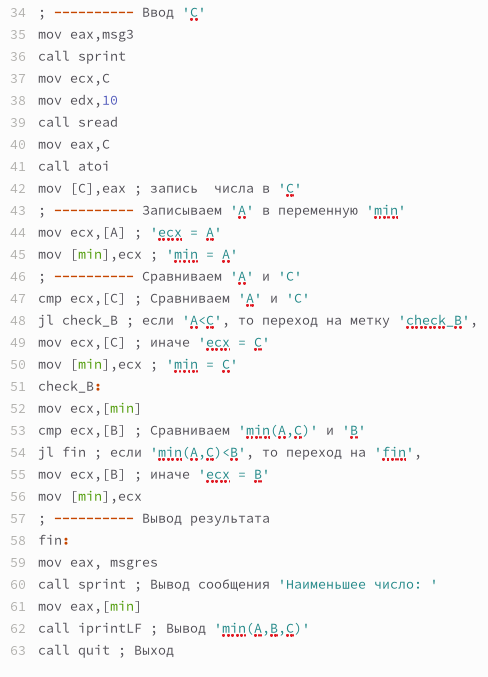 34 ; ---------- Ввод 'C'
35 mov eax,msg3
36 call sprint
37 mov ecx,C
38 mov edx,10
39 call sread
40 mov eax,C
41 call atoi
42 mov [C],eax ; запись  числа в 'C'
43 ; ---------- Записываем 'A' в переменную 'min'
44 mov ecx,[A] ; 'ecx = A'
45 mov [min],ecx ; 'min = A'
46 ; ---------- Сравниваем 'A' и 'С'
47 cmp ecx,[C] ; Сравниваем 'A' и 'С'
48 jl check_B ; если 'A<C', то переход на метку 'check_B',
49 mov ecx,[C] ; иначе 'ecx = C'
50 mov [min],ecx ; 'min = C'
51 check_B:
52 mov ecx,[min]
53 cmp ecx,[B] ; Сравниваем 'min(A,C)' и 'B'
54 jl fin ; если 'min(A,C)<B', то переход на 'fin',
55 mov ecx,[B] ; иначе 'ecx = B'
56 mov [min],ecx
57 ; ---------- Вывод результата
58 fin:
59 mov eax, msgres
60 call sprint ; Вывод сообщения 'Наименьшее число: '
61 mov eax,[min]
62 call iprintLF ; Вывод 'min(A,B,C)'
63 call quit ; Выход